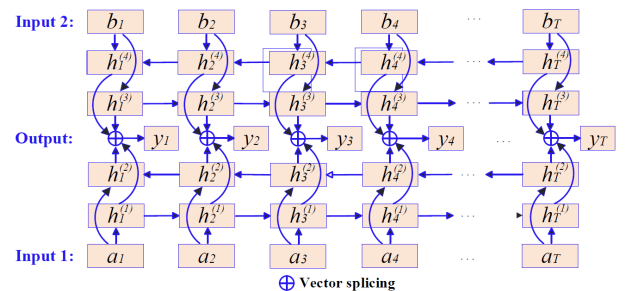 Input 2: b1 b2 b3 b4 ... bT
h1(4) h2(4) h3(4) h4(4) ... hT(4)
h1(3) h2(3) h3(3) h4(3) ... hT(3)
Output: y1 y2 y3 y4 ... yT
h1(2) h2(2) h3(2) h4(2) ... hT(2)
h1(1) h2(1) h3(1) h4(1) ... hT(1)
Input 1: a1 a2 a3 a4 ... aT
⊕ Vector splicing